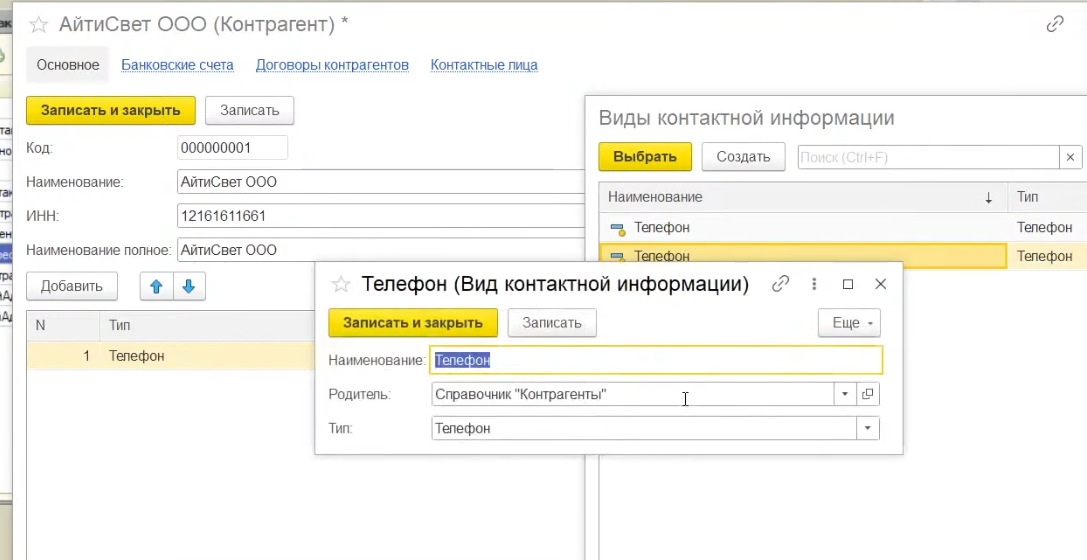 АйтиСвет ООО (Контрагент) *
Основное Банковские счета Договоры контрагентов Контактные лица
Записать и закрыть Записать
Код: 000000001
Наименование: АйтиСвет ООО
ИНН: 12161611661
Наименование полное: АйтиСвет ООО
Добавить
N Тип
1 Телефон
Виды контактной информации
Выбрать Создать Поиск (Ctrl+F) ×
Наименование ↓ Тип
Телефон Телефон
Телефон Телефон
Телефон (Вид контактной информации)
Записать и закрыть Записать Еще
Наименование: Телефон
Родитель: Справочник "Контрагенты"
Тип: Телефон